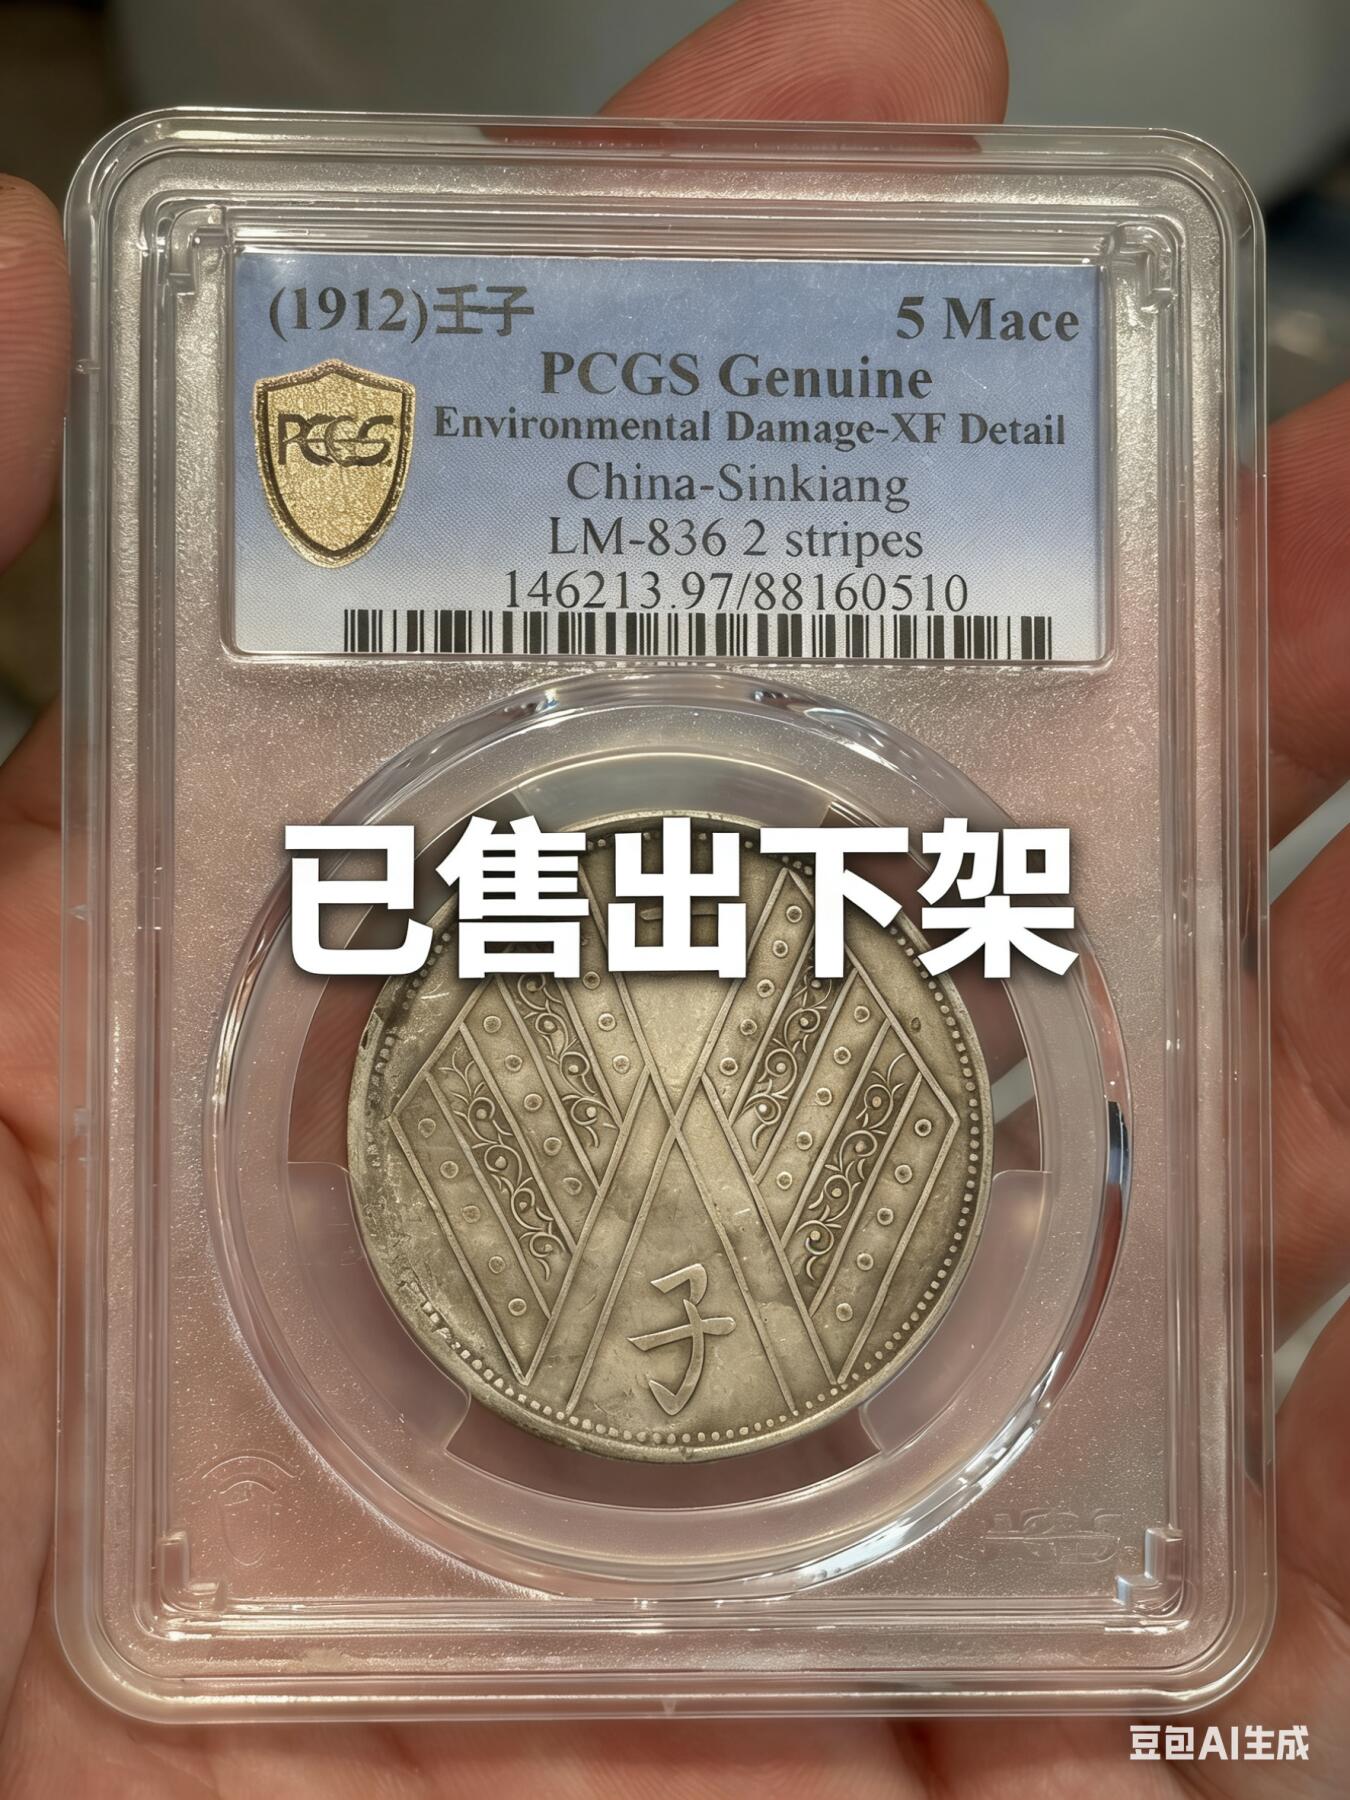 (1912)壬子 5 Mace
PCGS Genuine
PCGS
Environmental Damage-XF Detail
China-Sinkiang
LM-836 2 stripes
146213.97/88160510
已售出下架
子
豆包AI生成